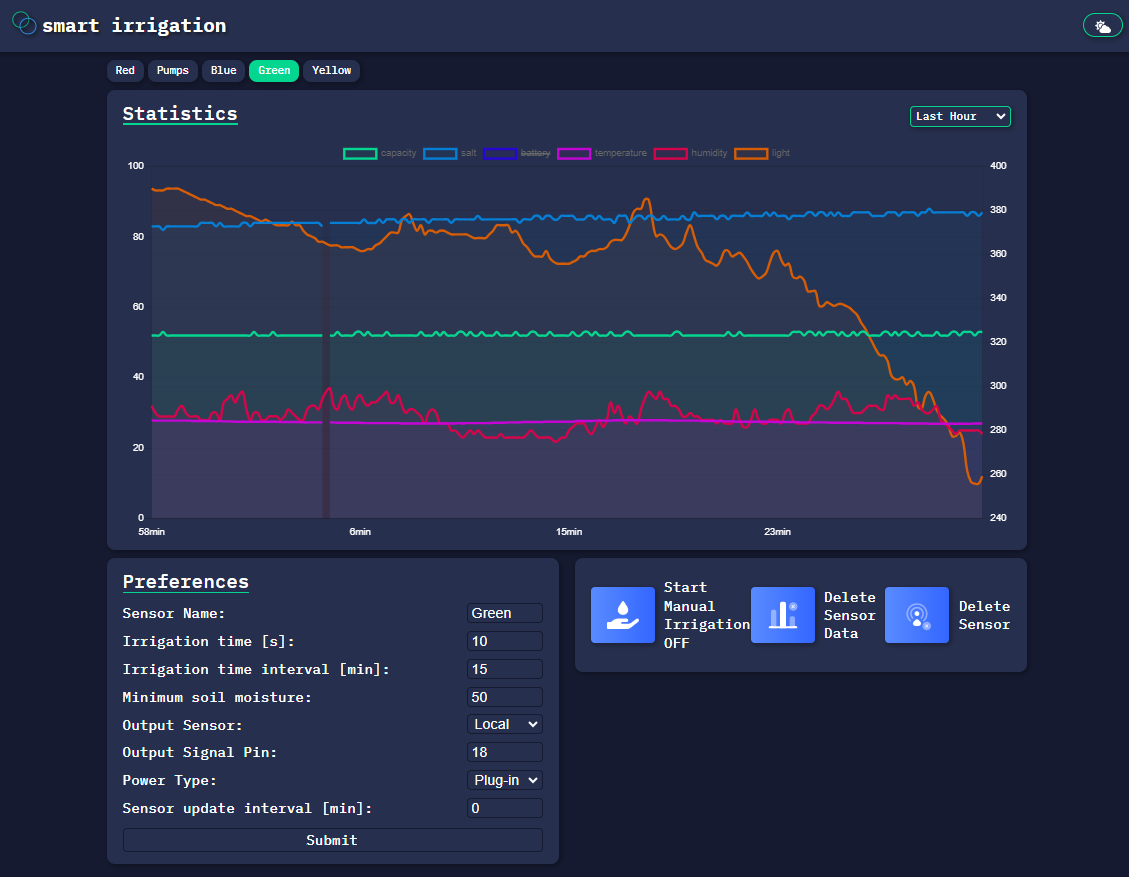 smart irrigation
Red Pumps Blue Green Yellow
Statistics
Last Hour
capacity salt battery temperature humidity light
100 400
380
80
360
60 340
320
40 300
280
20
260
0 240
58min 6min 15min 23min
Preferences
Sensor Name: Green
Irrigation time [s]: 10
Irrigation time interval [min]: 15
Minimum soil moisture: 50
Output Sensor: Local
Output Signal Pin: 18
Power Type: Plug-in
Sensor update interval [min]: 0
Submit
Start
Manual
Irrigation
OFF
Delete
Sensor
Data
Delete
Sensor